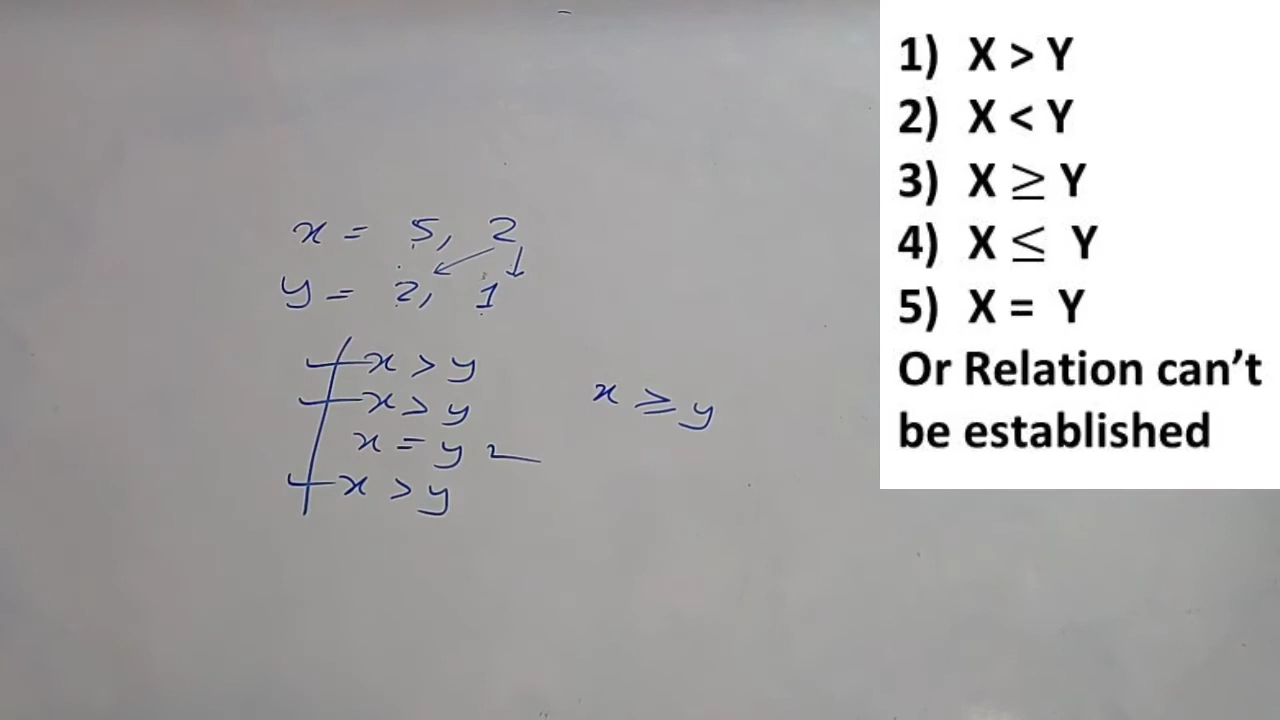 x = 5, 2
y = 2, 1
x > y
x > y
x = y
x > y
x ≥ y
1) X > Y
2) X < Y
3) X ≥ Y
4) X ≤ Y
5) X = Y
Or Relation can't
be established